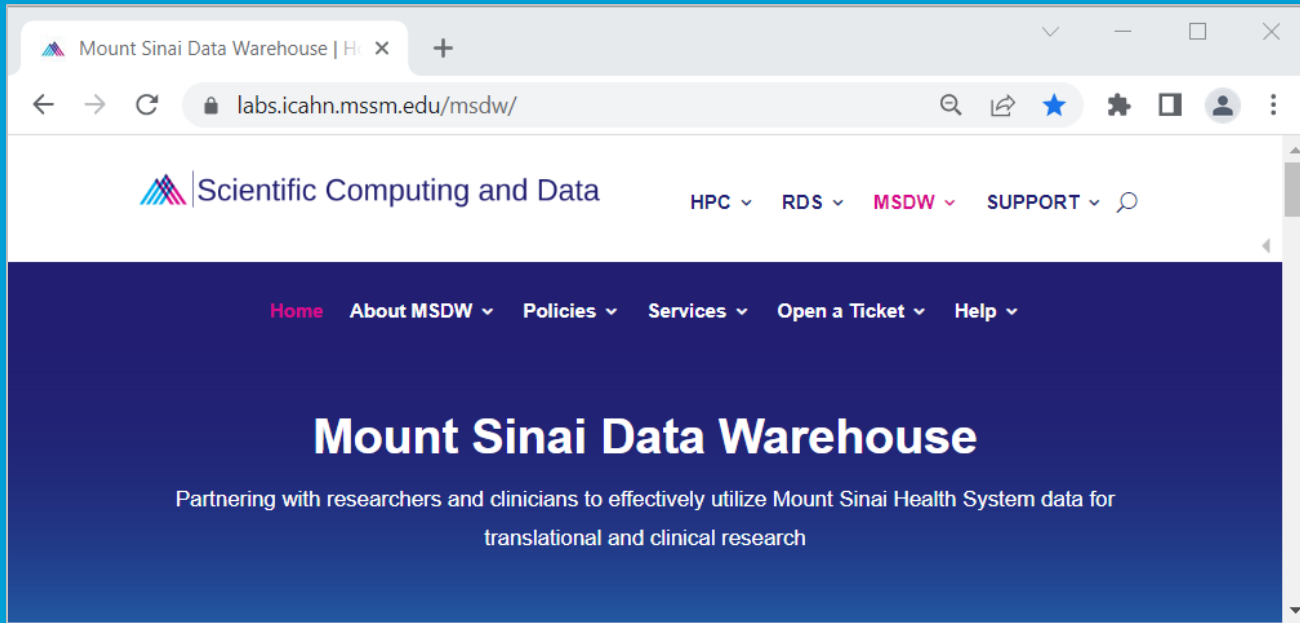 Mount Sinai Data Warehouse | H
labs.icahn.mssm.edu/msdw/
Scientific Computing and Data
HPC RDS MSDW SUPPORT
Home About MSDW Policies Services Open a Ticket Help
Mount Sinai Data Warehouse
Partnering with researchers and clinicians to effectively utilize Mount Sinai Health System data for
translational and clinical research